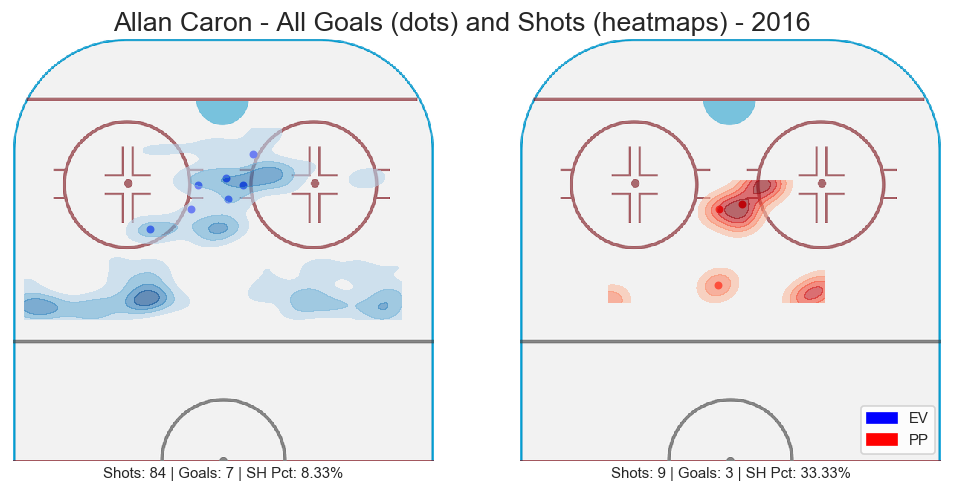 Allan Caron - All Goals (dots) and Shots (heatmaps) - 2016
EV
PP
Shots: 84 | Goals: 7 | SH Pct: 8.33%
Shots: 9 | Goals: 3 | SH Pct: 33.33%